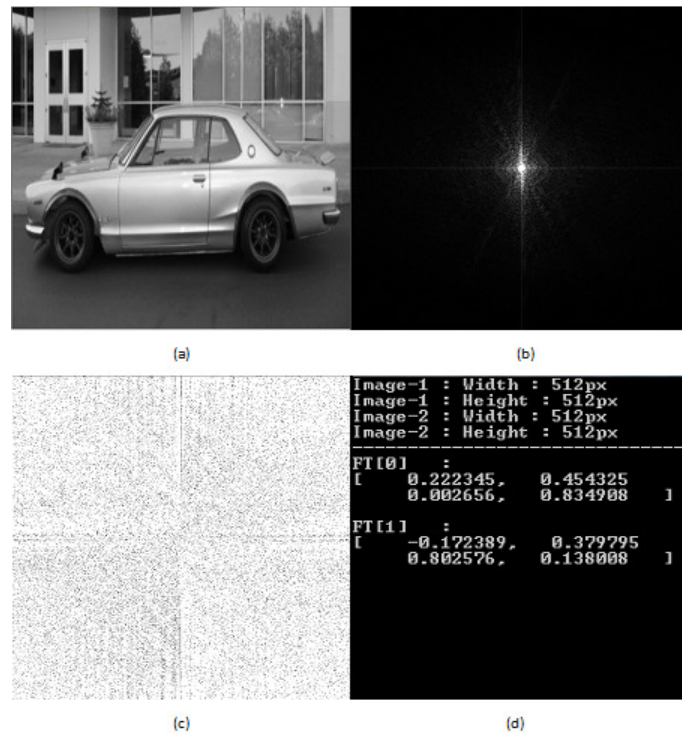 (a)
(b)
Image-1 : Width : 512px
Image-1 : Height : 512px
Image-2 : Width : 512px
Image-2 : Height : 512px
FT[0] :
[ 0.222345, 0.454325
0.002656, 0.834908 ]
FT[1] :
[ -0.172389, 0.379795
0.802576, 0.138008 ]
(c)
(d)